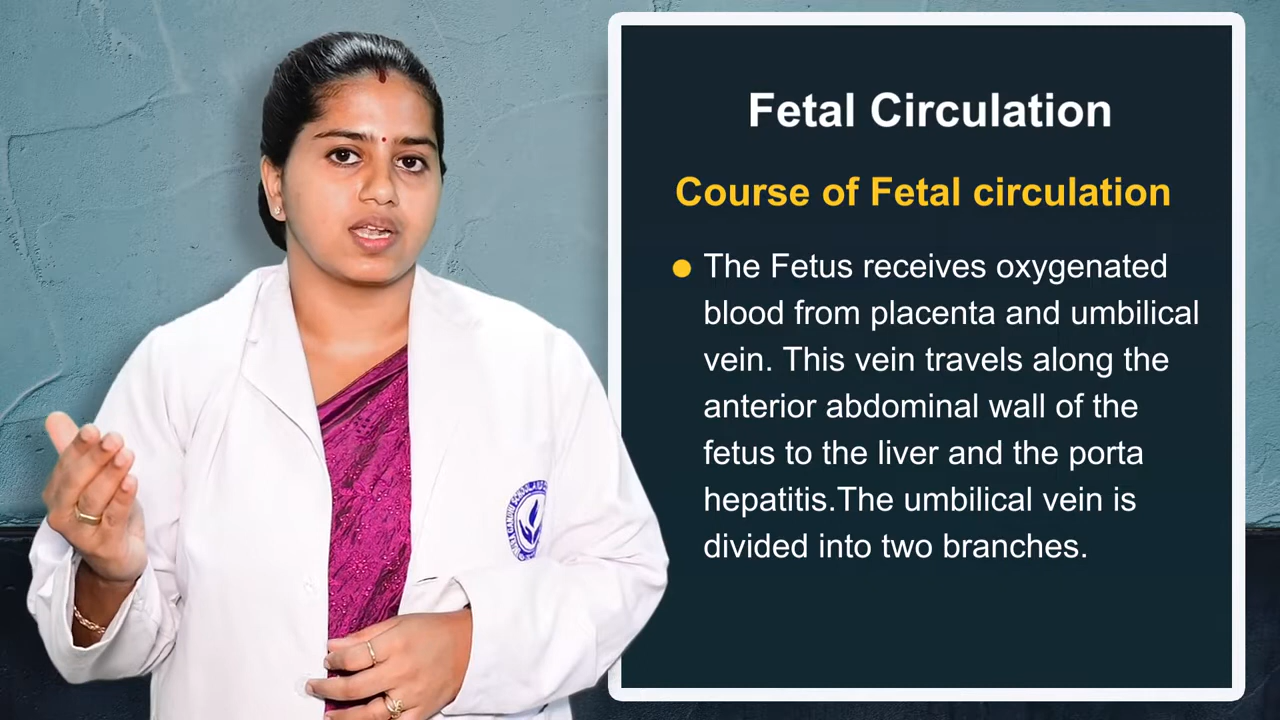 Fetal Circulation
Course of Fetal circulation
The Fetus receives oxygenated
blood from placenta and umbilical
vein. This vein travels along the
anterior abdominal wall of the
fetus to the liver and the porta
hepatitis.The umbilical vein is
divided into two branches.